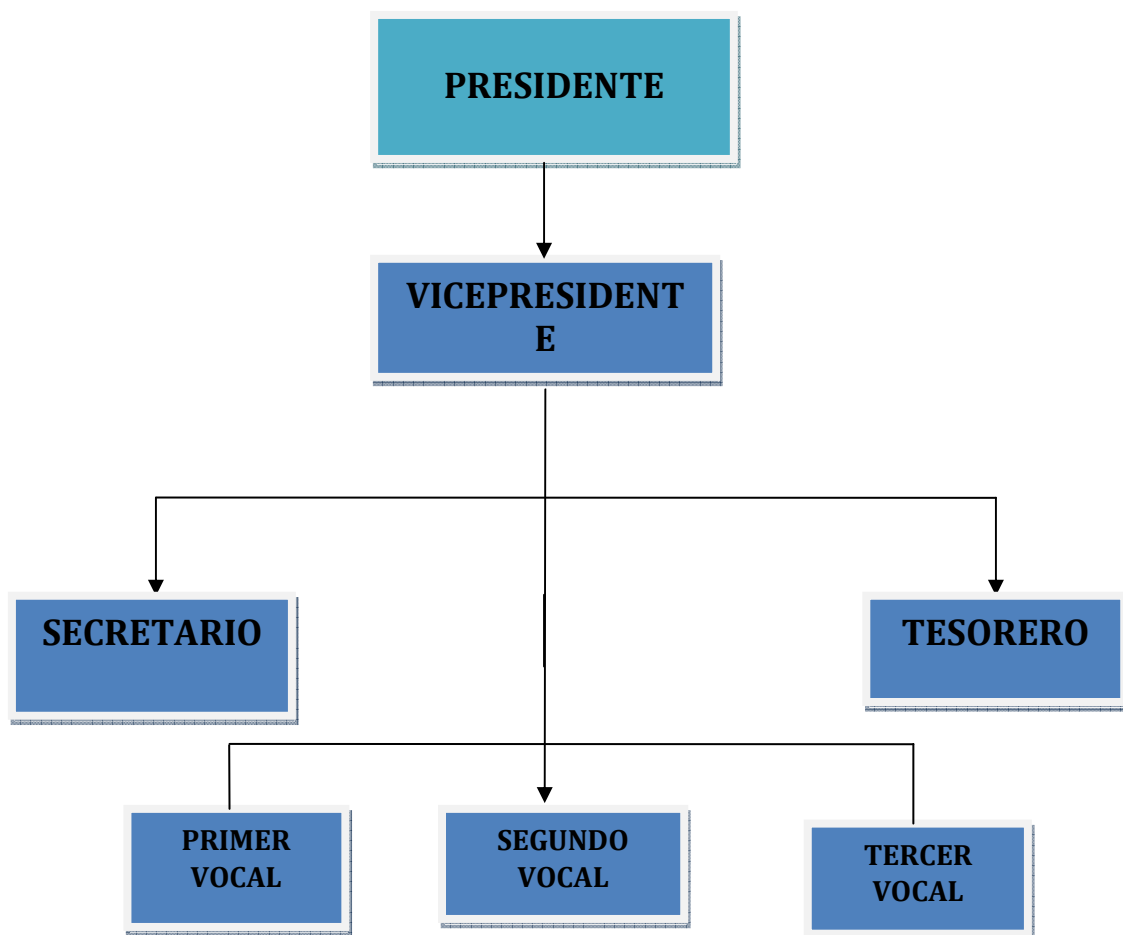 PRESIDENTE
VICEPRESIDENT
E
SECRETARIO
TESORERO
PRIMER
VOCAL
SEGUNDO
VOCAL
TERCER
VOCAL